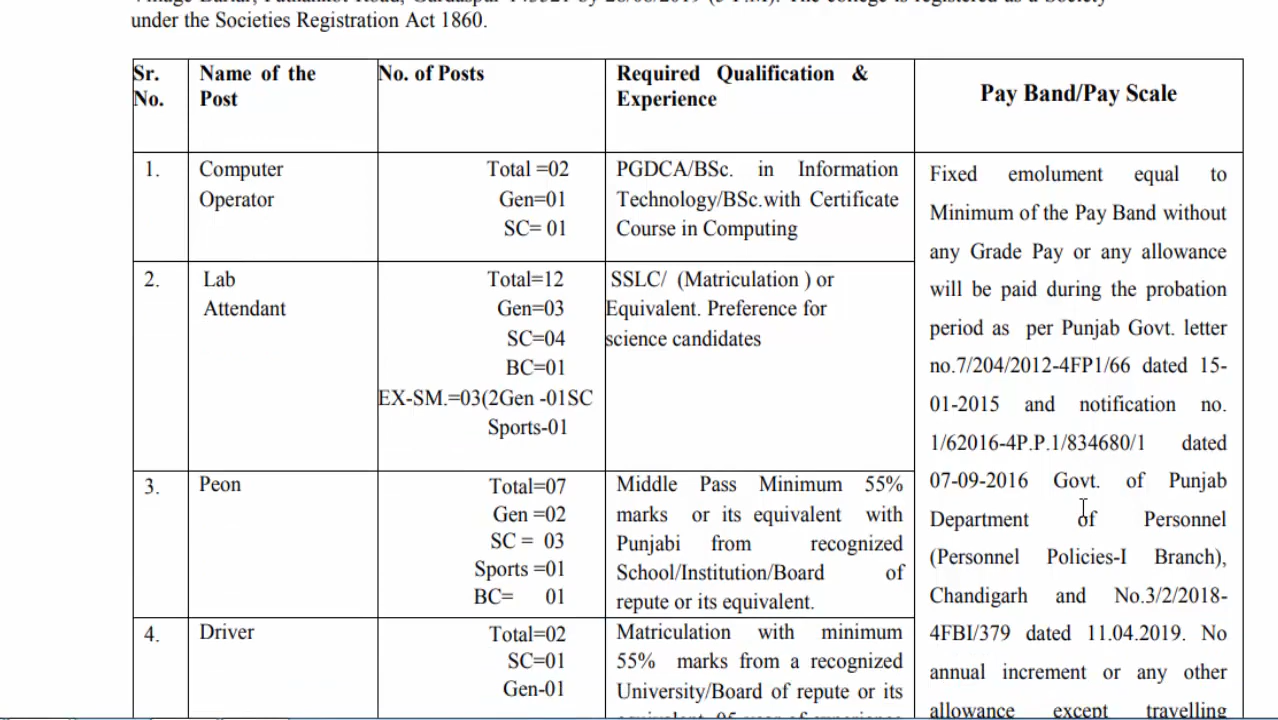 under the Societies Registration Act 1860.
Sr.
No.
Name of the
Post
No. of Posts
Required Qualification &
Experience
Pay Band/Pay Scale
1.
Computer
Operator
Total =02
Gen=01
SC= 01
PGDCA/BSc. in Information
Technology/BSc.with Certificate
Course in Computing
2.
Lab
Attendant
Total=12
Gen=03
SC=04
BC=01
EX-SM.=03(2Gen -01SC
Sports-01
SSLC/ (Matriculation ) or
Equivalent. Preference for
science candidates
3.
Peon
Total=07
Gen =02
SC = 03
Sports =01
BC= 01
Middle Pass Minimum 55%
marks or its equivalent with
Punjabi from recognized
School/Institution/Board of
repute or its equivalent.
4.
Driver
Total=02
SC=01
Gen-01
Matriculation with minimum
55% marks from a recognized
University/Board of repute or its
Fixed emolument equal to
Minimum of the Pay Band without
any Grade Pay or any allowance
will be paid during the probation
period as per Punjab Govt. letter
no.7/204/2012-4FP1/66 dated 15-
01-2015 and notification no.
1/62016-4P.P.1/834680/1 dated
07-09-2016 Govt. of Punjab
Department of Personnel
(Personnel Policies-I Branch),
Chandigarh and No.3/2/2018-
4FBI/379 dated 11.04.2019. No
annual increment or any other
allowance except travelling